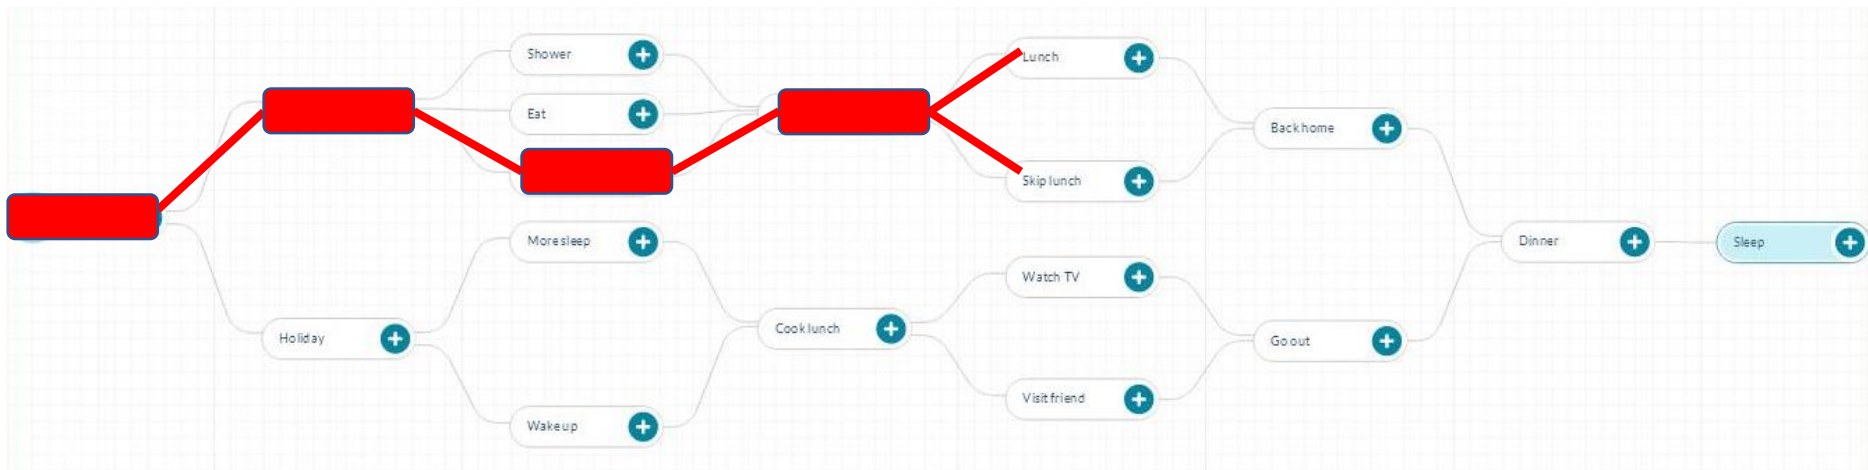 Shower
Eat
Lunch
Skip lunch
Back home
More sleep
Holiday
Wake up
Cook lunch
Watch TV
Visit friend
Go out
Dinner
Sleep